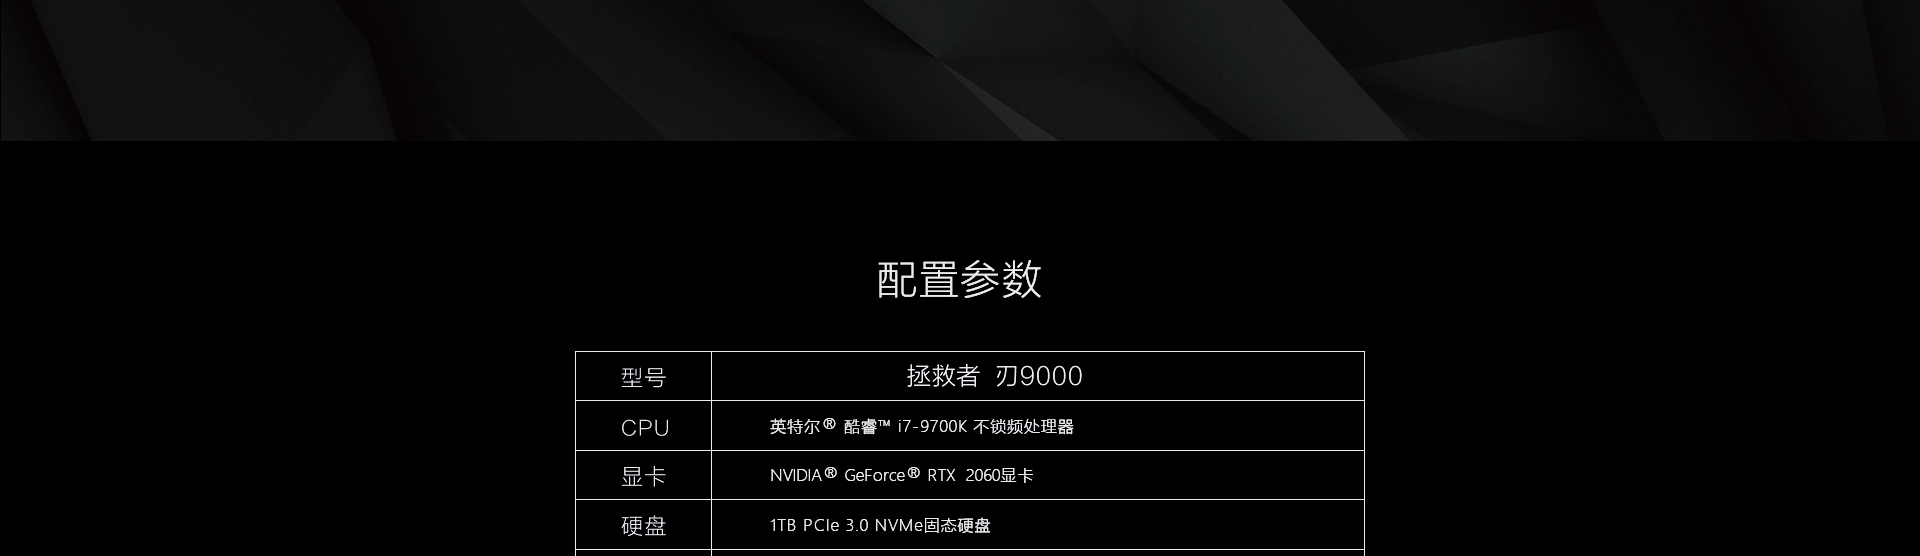 配置参数
型号 拯救者 刃9000
CPU 英特尔® 酷睿™ i7-9700K 不锁频处理器
显卡 NVIDIA® GeForce® RTX 2060显卡
硬盘 1TB PCIe 3.0 NVMe固态硬盘